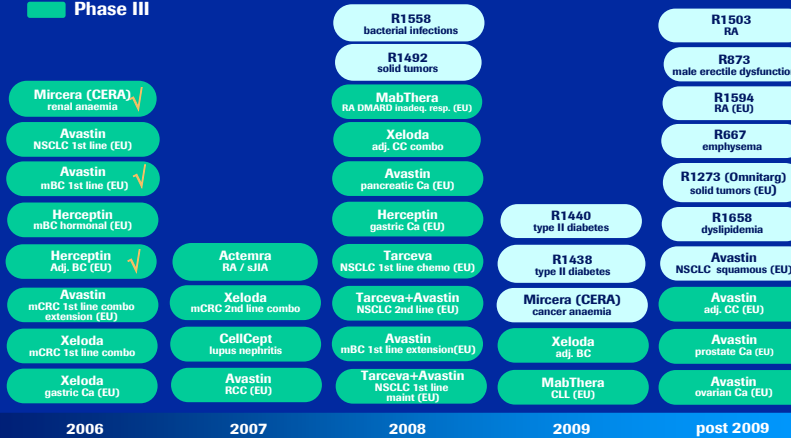 Phase III
Mircera (CERA)
renal anaemia
Avastin
NSCLC 1st line (EU)
Avastin
mBC 1st line (EU)
Herceptin
mBC hormonal (EU)
Herceptin
Adj. BC (EU)
Avastin
mCRC 1st line combo
extension (EU)
Xeloda
mCRC 1st line combo
Xeloda
gastric Ca (EU)
2006
Actemra
RA / sJIA
Xeloda
mCRC 2nd line combo
CellCept
lupus nephritis
Avastin
RCC (EU)
2007
R1558
bacterial infections
R1492
solid tumors
MabThera
RA DMARD inadeq. resp. (EU)
Xeloda
adj. CC combo
Avastin
pancreatic Ca (EU)
Herceptin
gastric Ca (EU)
Tarceva
NSCLC 1st line chemo (EU)
Tarceva+Avastin
NSCLC 2nd line (EU)
Avastin
mBC 1st line extension(EU)
Tarceva+Avastin
NSCLC 1st line
maint (EU)
2008
R1440
type II diabetes
R1438
type II diabetes
Mircera (CERA)
cancer anaemia
Xeloda
adj. BC
MabThera
CLL (EU)
2009
R1503
RA
R873
male erectile dysfunction
R1594
RA (EU)
R667
emphysema
R1273 (Omnitarg)
solid tumors (EU)
R1658
dyslipidemia
Avastin
NSCLC squamous (EU)
Avastin
adj. CC (EU)
Avastin
prostate Ca (EU)
Avastin
ovarian Ca (EU)
post 2009